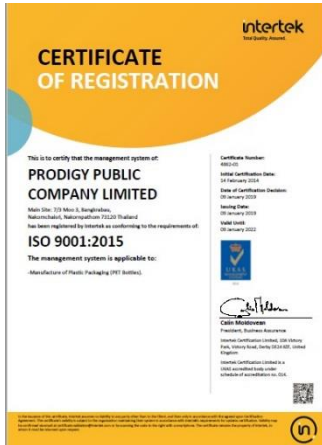 intertek
Total Quality. Assured.
CERTIFICATE
OF REGISTRATION
This is to certify that the management system of:
PRODIGY PUBLIC
COMPANY LIMITED
Main Site: 7/3 Moo 3, Bangkrabao,
Nakornchaisri, Nakornpathom 73120 Thailand
has been registered by Intertek as conforming to the requirements of:
ISO 9001:2015
The management system is applicable to:
-Manufacture of Plastic Packaging (PET Bottles).
Certificate Number:
Initial Certification Date:
14 February 2014
Date of Certification Decision:
09 January 2019
Issuing Date:
09 January 2019
Valid Until:
09 January 2022
UKAS
Calin Moldovean
President, Business Assurance
Intertek Certification Limited, 10A Victory
Park, Victory Road, Derby DE24 8ZF, United
Kingdom
Intertek Certification Limited is a
UKAS accredited body under
schedule of accreditation no. 014.